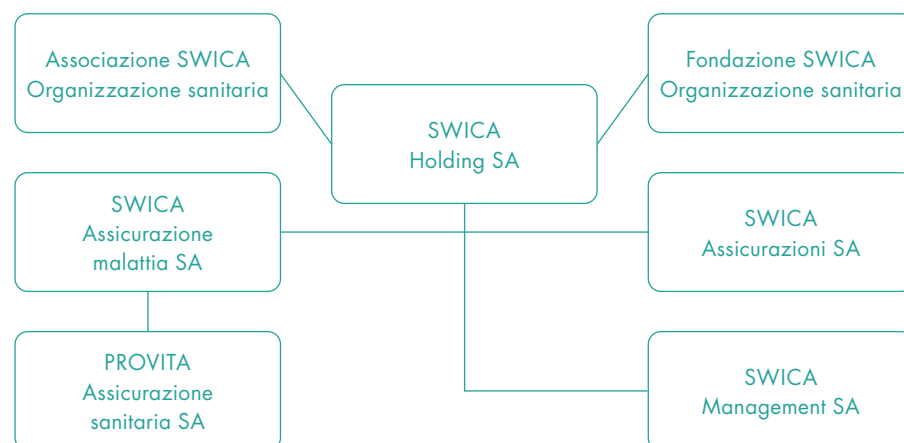 Associazione SWICA
Organizzazione sanitaria
Fondazione SWICA
Organizzazione sanitaria
SWICA
Holding SA
SWICA
Assicurazione
malattia SA
SWICA
Assicurazioni SA
PROVITA
Assicurazione
sanitaria SA
SWICA
Management SA